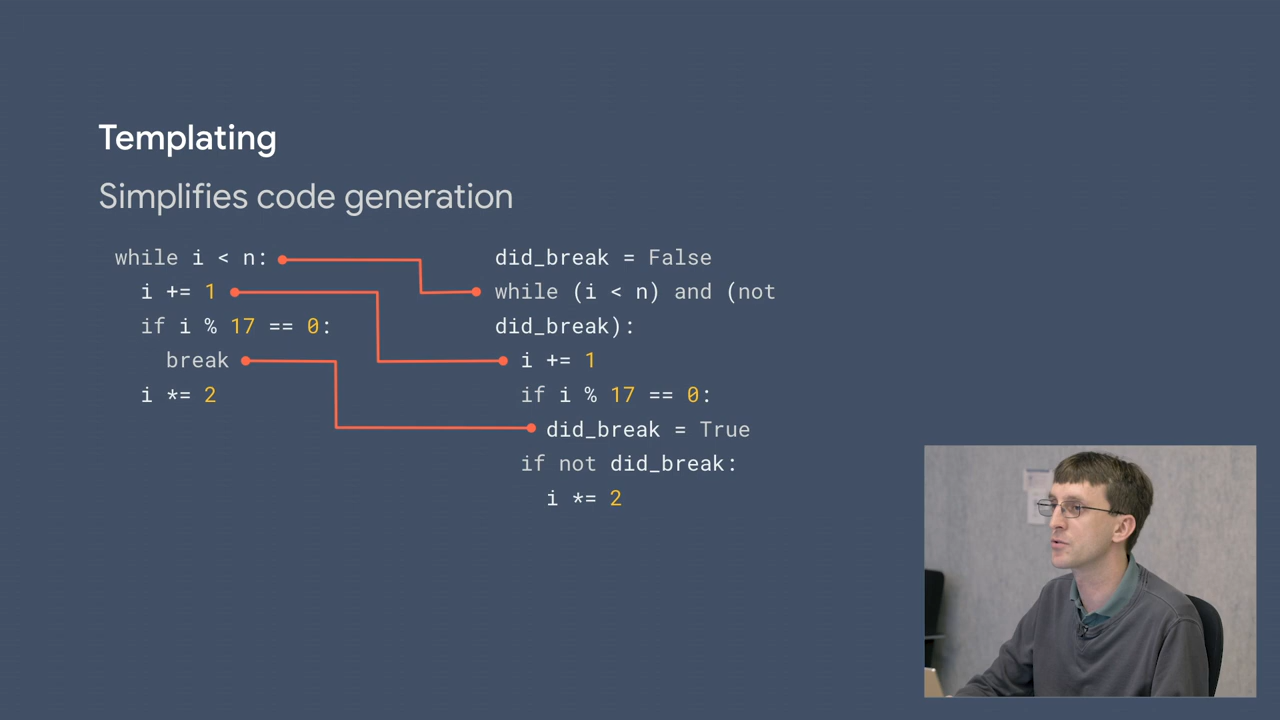 Templating
Simplifies code generation
while i < n:
i += 1
if i % 17 == 0:
break
i *= 2
did_break = False
while (i < n) and (not
did_break):
i += 1
if i % 17 == 0:
did_break = True
if not did_break:
i *= 2